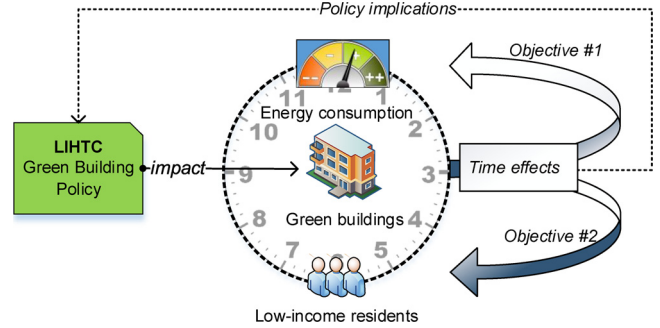 Policy implications
Objective #1
-- - + ++
11
1
Energy consumption
10
2
LIHTC
Green Building
Policy
impact
9
3
Time effects
Green buildings
8
4
Objective #2
7
5
Low-income residents